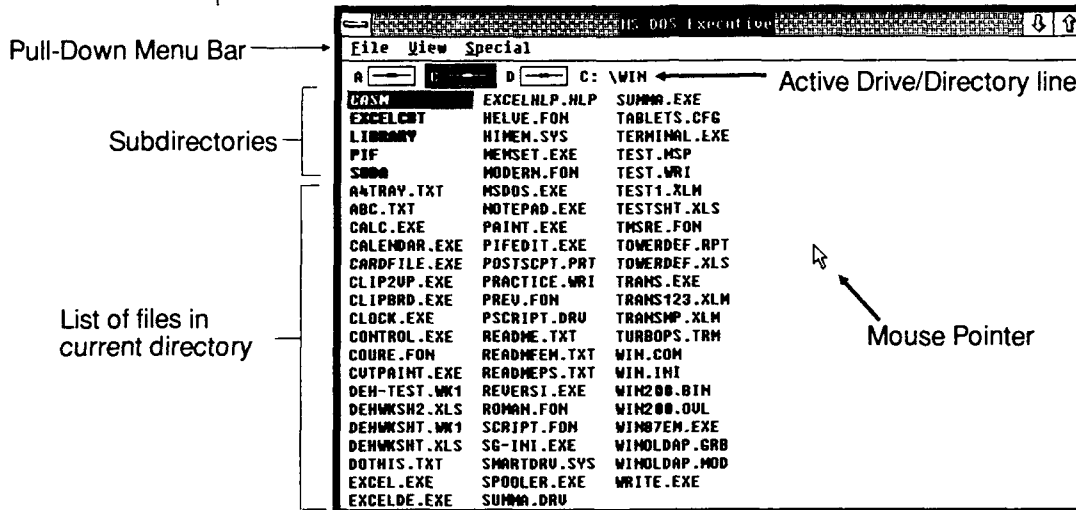 MS-DOS Executive
Pull-Down Menu Bar
File View Special
A C D C: \WIN
Active Drive/Directory line
Subdirectories
CASM EXCELHLP.HLP SUMMA.EXE
EXCELCBT HELVE.FON TABLETS.CFG
LIBRARY HIMEM.SYS TERMINAL.EXE
PIF MEMSET.EXE TEST.MSP
SODA MODERN.FON TEST.WRI
List of files in
current directory
A4TRAY.TXT MSDOS.EXE TEST1.XLM
ABC.TXT NOTEPAD.EXE TESTSHT.XLS
CALC.EXE PAINT.EXE TMSRE.FON
CALENDAR.EXE PIFEDIT.EXE TOWERDEF.RPT
CARDFILE.EXE POSTSCPT.PRT TOWERDEF.XLS
CLIP2VP.EXE PRACTICE.WRI TRANS.EXE
CLIPBRD.EXE PREV.FON TRANS123.XLM
CLOCK.EXE PSCRIPT.DRV TRANSMP.XLM
CONTROL.EXE README.TXT TURBOPS.TRM
COURE.FON READMFEM.TXT WIN.COM
CVTPAINT.EXE READMEPS.TXT WIN.INI
DEH-TEST.WK1 REVERSI.EXE WIN200.BIN
DEHWKSH2.XLS ROMAN.FON WIN200.OVL
DEHWKSHT.WK1 SCRIPT.FON WIN87EM.EXE
DEHWKSHT.XLS SG-INI.EXE WINOLDAP.GRB
DOTHIS.TXT SMARTDRV.SYS WINOLDAP.MOD
EXCEL.EXE SPOOLER.EXE WRITE.EXE
EXCELDE.EXE SUMMA.DRV
Mouse Pointer